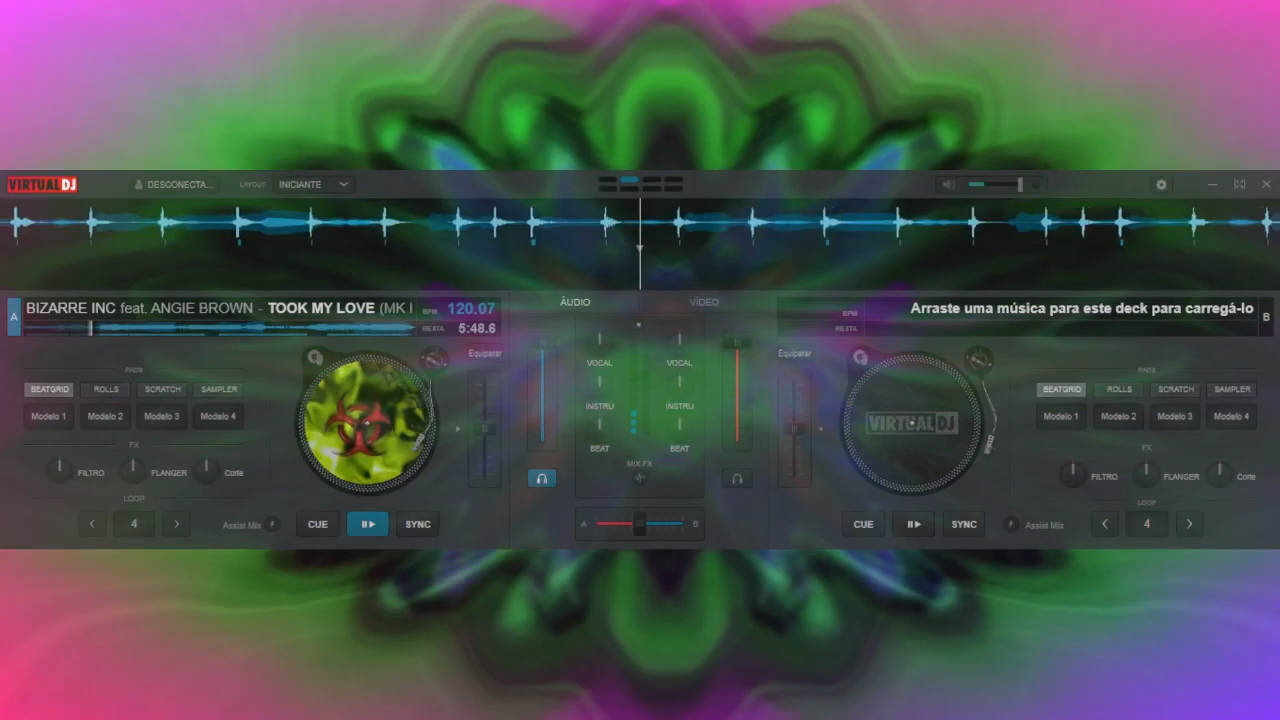 VIRTUALDJ
DESCONECTA...
LAYOUT
INICIANTE
A
BIZARRE INC feat. ANGIE BROWN - TOOK MY LOVE (MK I
BPM
120.07
RESTA
5:48.6
ÁUDIO
VÍDEO
BPM
RESTA
Arraste uma música para este deck para carregá-lo
B
PADS
BEATGRID
ROLLS
SCRATCH
SAMPLER
Modelo 1
Modelo 2
Modelo 3
Modelo 4
FX
FILTRO
FLANGER
Corte
LOOP
4
Assist Mix
CUE
SYNC
Equiparar
VOCAL
VOCAL
INSTRU
INSTRU
BEAT
BEAT
MIX FX
A
B
Equiparar
VIRTUALDJ
PADS
BEATGRID
ROLLS
SCRATCH
SAMPLER
Modelo 1
Modelo 2
Modelo 3
Modelo 4
FX
FILTRO
FLANGER
Corte
LOOP
CUE
SYNC
Assist Mix
4